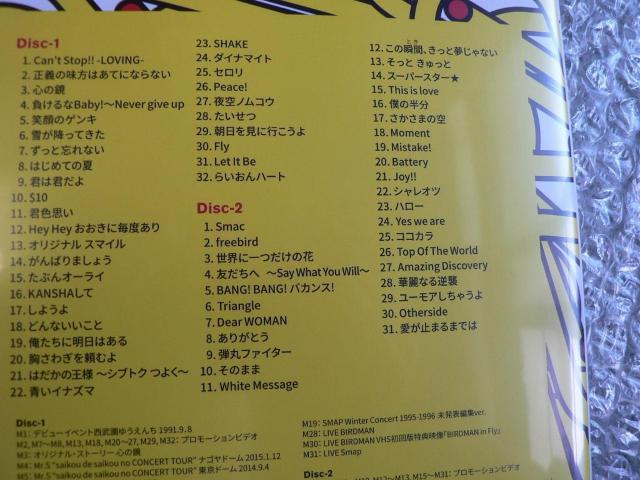 Disc-1
1. Can't Stop!! -LOVING-
2. 正義の味方はあてにならない
3. 心の鏡
4. 負けるなBaby!～Never give up
5. 笑顔のゲンキ
6. 雪が降ってきた
7. ずっと忘れない
8. はじめての夏
9. 君は君だよ
10. $10
11. 君色思い
12. Hey Hey おおきに毎度あり
13. オリジナル スマイル
14. がんばりましょう
15. たぶんオーライ
16. KANSHAして
17. しようよ
18. どんないいこと
19. 俺たちに明日はある
20. 胸さわぎを頼むよ
21. はだかの王様 ～シブトク つよく～
22. 青いイナズマ
23. SHAKE
24. ダイナマイト
25. セロリ
26. Peace!
27. 夜空ノムコウ
28. たいせつ
29. 朝日を見に行こうよ
30. Fly
31. Let It Be
32. らいおんハート
Disc-2
1. Smac
2. freebird
3. 世界に一つだけの花
4. 友だちへ ～Say What You Will～
5. BANG! BANG! バカンス!
6. Triangle
7. Dear WOMAN
8. ありがとう
9. 弾丸ファイター
10. そのまま
11. White Message
12. この瞬間、きっと夢じゃない
13. そっと きゅっと
14. スーパースター★
15. This is love
16. 僕の半分
17. さかさまの空
18. Moment
19. Mistake!
20. Battery
21. Joy!!
22. シャレオツ
23. ハロー
24. Yes we are
25. ココカラ
26. Top Of The World
27. Amazing Discovery
28. 華麗なる逆襲
29. ユーモアしちゃうよ
30. Otherside
31. 愛が止まるまでは
Disc-1
M1: デビューイベント西武園ゆうえんち 1991.9.8
M2, M7～M8, M13, M18, M20～27, M29, M32: プロモーションビデオ
M3: オリジナル・ストーリー 心の鏡
M4: Mr.S "saikou de saikou no CONCERT TOUR" ナゴヤドーム 2015.1.12
M5: Mr.S "saikou de saikou no CONCERT TOUR" 東京ドーム 2014.9.4
M19: SMAP Winter Concert 1995-1996 未発表編集ver.
M28: LIVE BIRDMAN
M30: LIVE BIRDMAN VHS初回版特典映像「BIRDMAN in Fly」
M31: LIVE Smap
Disc-2
M13, M15～M31: プロモーションビデオ